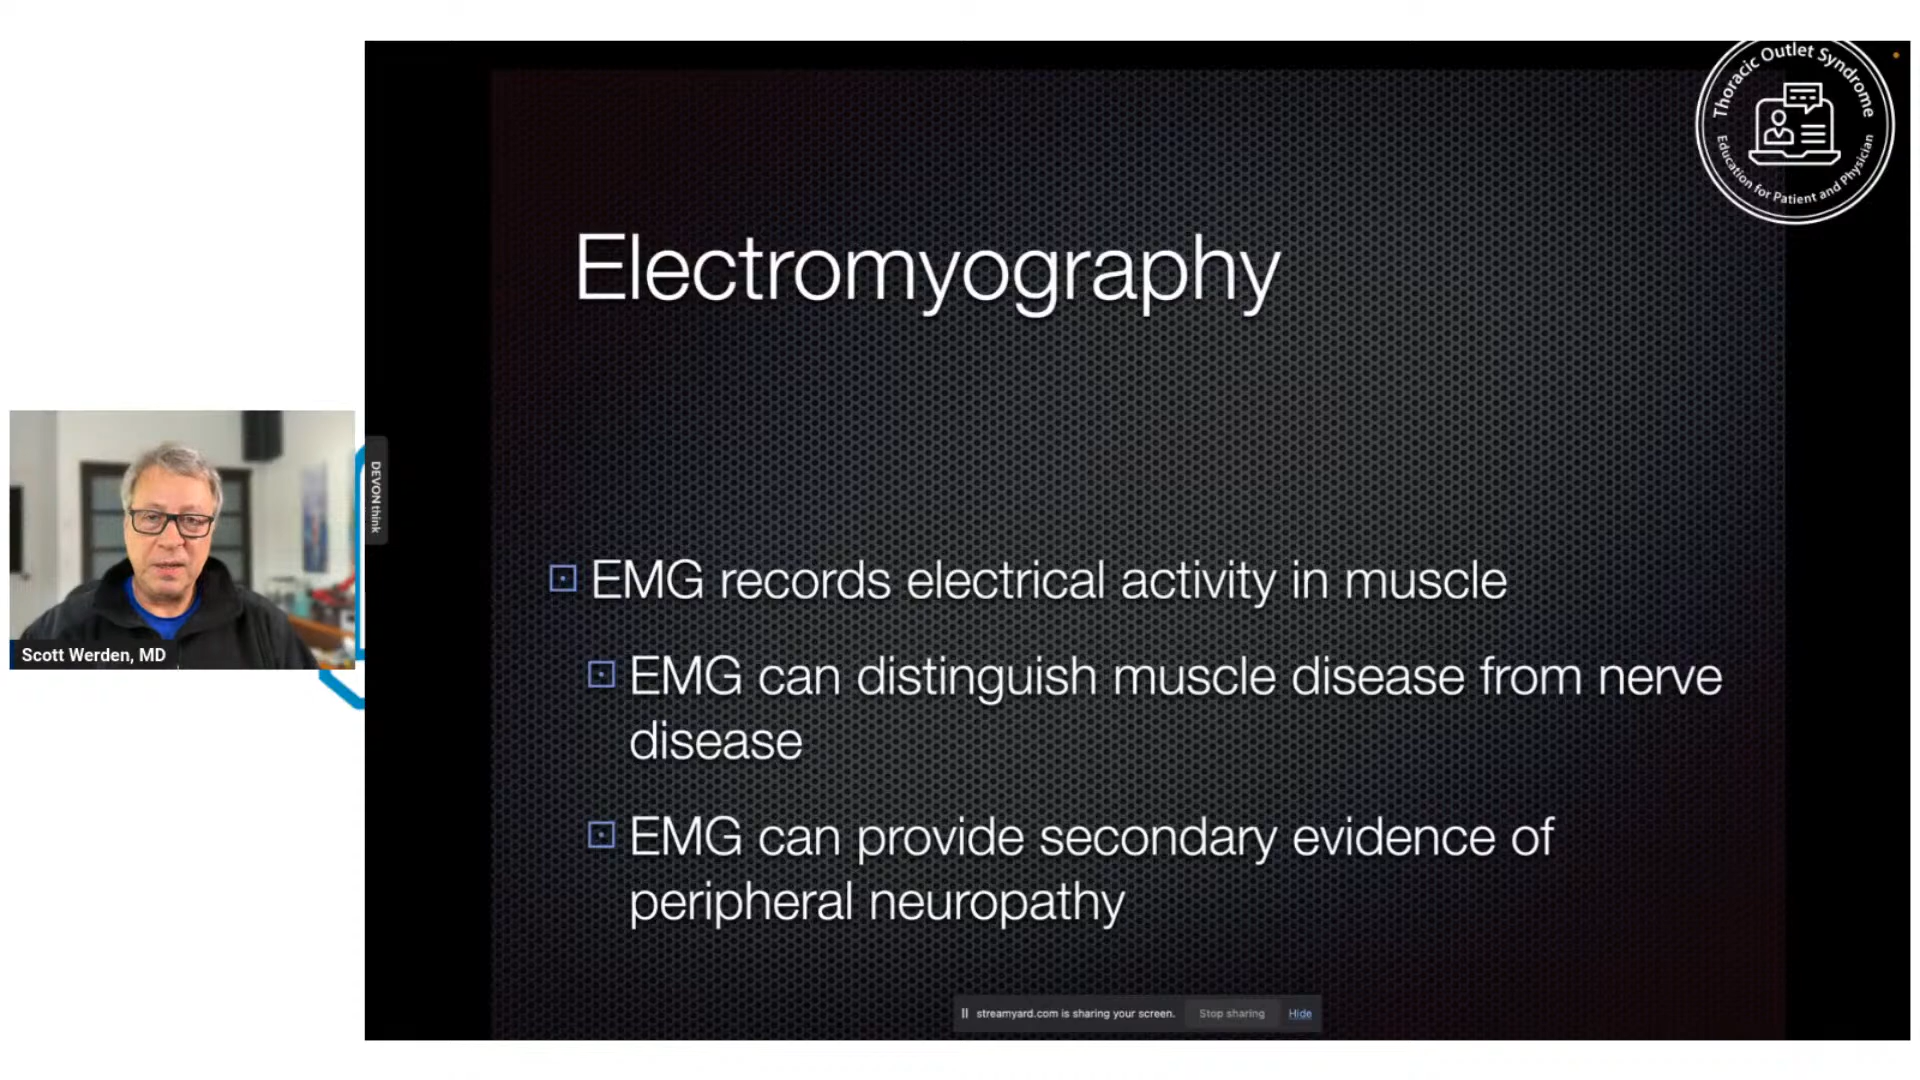 Thoracic Outlet Syndrome
Education for Patient and Physician
Electromyography
EMG records electrical activity in muscle
EMG can distinguish muscle disease from nerve
disease
EMG can provide secondary evidence of
peripheral neuropathy
DEVONthink
Scott Werden, MD
streamyard.com is sharing your screen.
Stop sharing
Hide